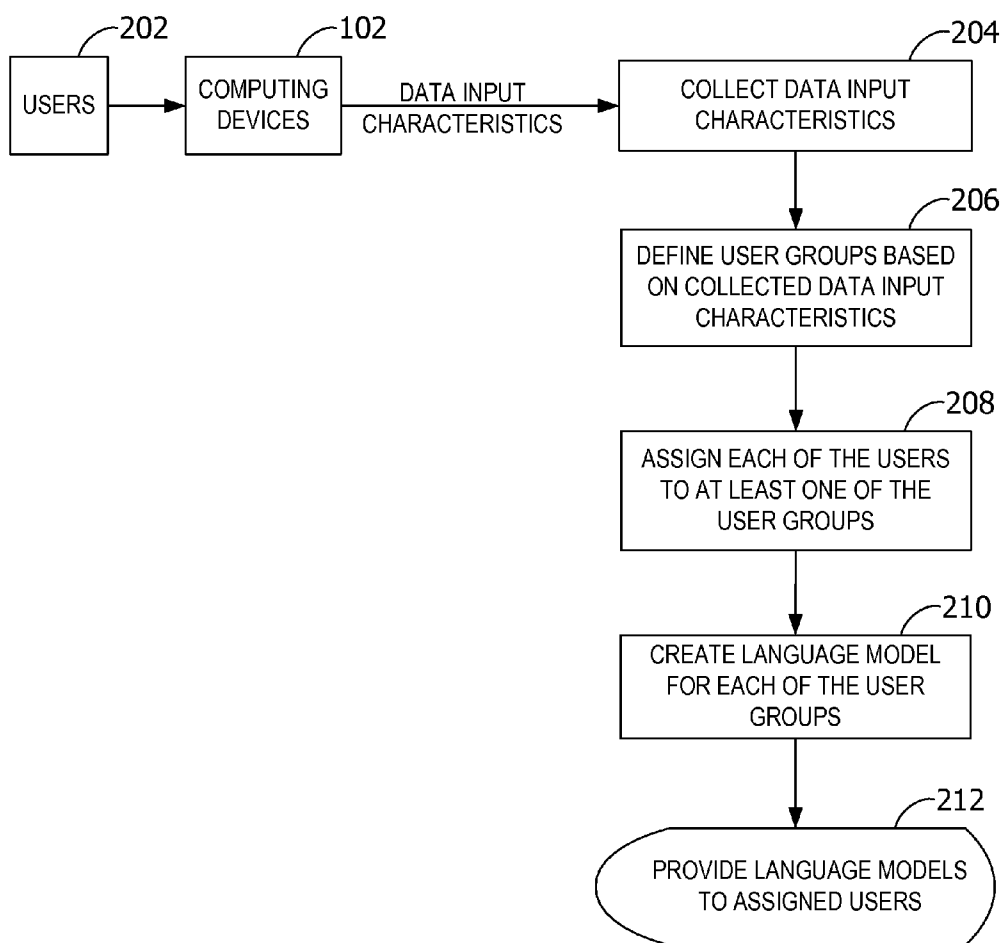 202
102
204
USERS
COMPUTING
DEVICES
DATA INPUT
CHARACTERISTICS
COLLECT DATA INPUT
CHARACTERISTICS
206
DEFINE USER GROUPS BASED
ON COLLECTED DATA INPUT
CHARACTERISTICS
208
ASSIGN EACH OF THE USERS
TO AT LEAST ONE OF THE
USER GROUPS
210
CREATE LANGUAGE MODEL
FOR EACH OF THE USER
GROUPS
212
PROVIDE LANGUAGE MODELS
TO ASSIGNED USERS